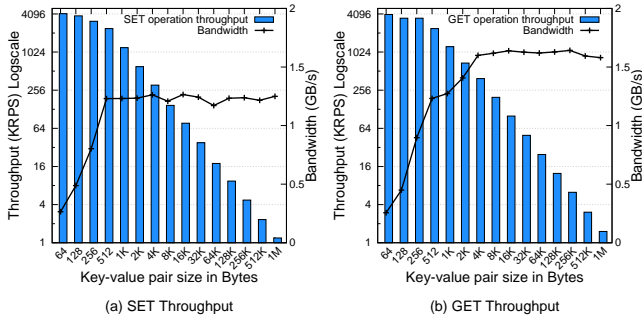 SET operation throughput
Bandwidth
Throughput (KRPS) Logscale
4096
1024
256
64
16
4
1
2
1.5
1
0.5
0
Bandwidth (GB/s)
64 128 256 512 1K 2K 4K 8K 16K 32K 64K 128K 256K 512K 1M
Key-value pair size in Bytes
(a) SET Throughput
GET operation throughput
Bandwidth
Throughput (KRPS) Logscale
4096
1024
256
64
16
4
1
2
1.5
1
0.5
0
Bandwidth (GB/s)
64 128 256 512 1K 2K 4K 8K 16K 32K 64K 128K 256K 512K 1M
Key-value pair size in Bytes
(b) GET Throughput